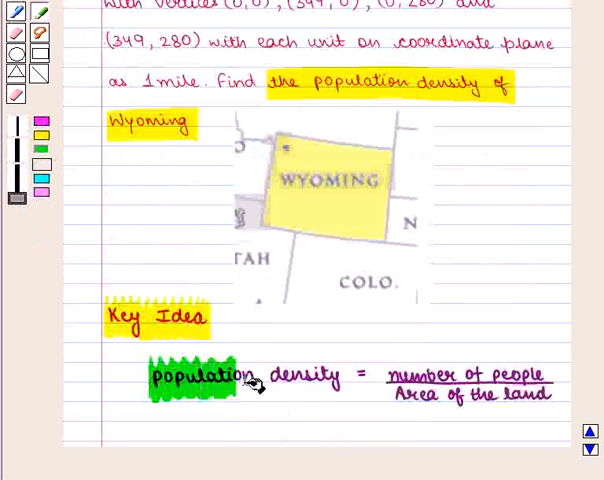 with vertices (0,0), (349,0), (0,280) and
(349, 280) with each unit on coordinate plane
as 1 mile. Find the population density of
Wyoming
WYOMING
N
TAH
COLO.
Key Idea
population density = number of people
Area of the land